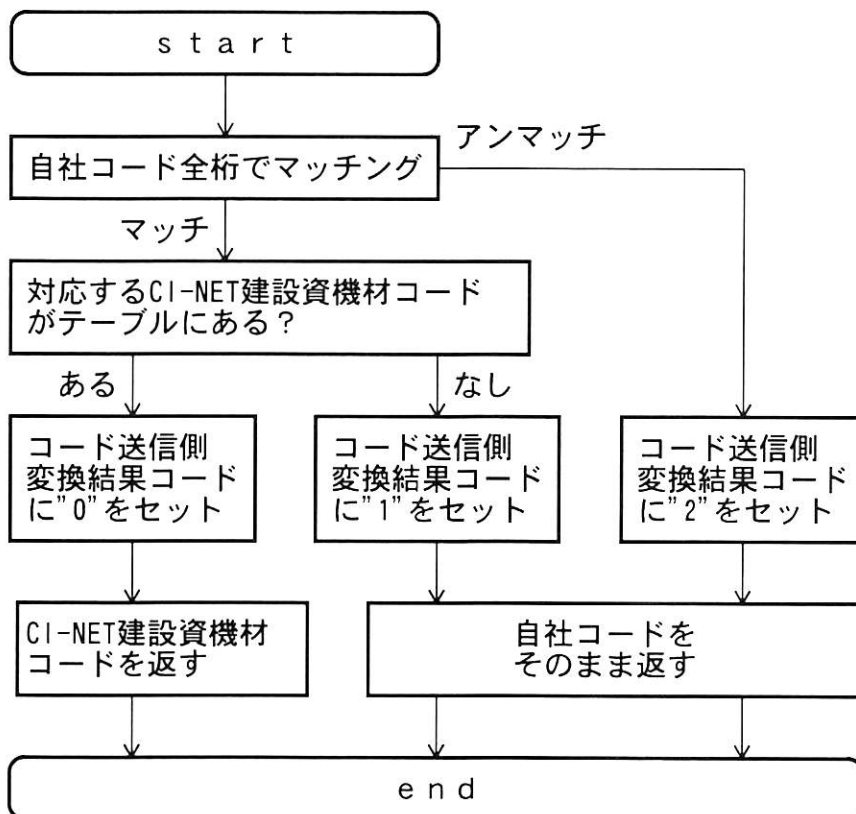 start
アンマッチ
自社コード全桁でマッチング
マッチ
対応するCI-NET建設資機材コード
がテーブルにある？
ある
なし
コード送信側
変換結果コード
に"0"をセット
コード送信側
変換結果コード
に"1"をセット
コード送信側
変換結果コード
に"2"をセット
CI-NET建設資機材
コードを返す
自社コードを
そのまま返す
end